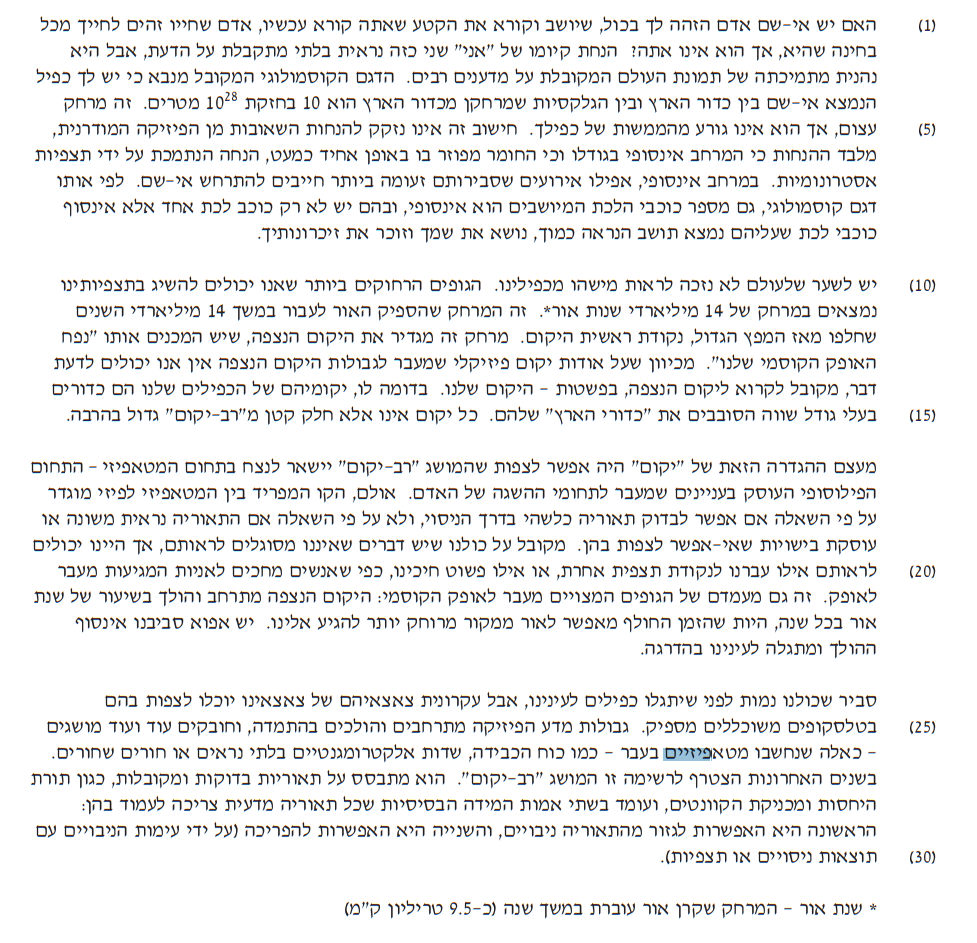 (1) האם יש אי-שם אדם הזהה לך בכול, שיושב וקורא את הקטע שאתה קורא עכשיו, אדם שחייו זהים לחייך מכל
בחינה שהיא, אך הוא אינו אתה? הנחת קיומו של "אני" שני כזה נראית בלתי מתקבלת על הדעת, אבל היא
נהנית מתמיכתה של תמונת העולם המקובלת על מדענים רבים. הדגם הקוסמולוגי המקובל מנבא כי יש לך כפיל
הנמצא אי-שם בין כדור הארץ ובין הגלקסיות שמרחקן מכדור הארץ הוא 10 בחזקת 10²⁸ מטרים. זה מרחק
(5) עצום, אך הוא אינו גורע מהממשות של כפילך. חישוב זה אינו נזקק להנחות השאובות מן הפיזיקה המודרנית,
מלבד ההנחות כי המרחב אינסופי בגודלו וכי החומר מפוזר בו באופן אחיד כמעט, הנחה הנתמכת על ידי תצפיות
אסטרונומיות. במרחב אינסופי, אפילו אירועים שסבירותם זעומה ביותר חייבים להתרחש אי-שם. לפי אותו
דגם קוסמולוגי, גם מספר כוכבי הלכת המיושבים הוא אינסופי, ובהם יש לא רק כוכב לכת אחד אלא אינסוף
כוכבי לכת שעליהם נמצא תושב הנראה כמוך, נושא את שמך וזוכר את זיכרונותיך.
(10) יש לשער שלעולם לא נזכה לראות מישהו מכפילינו. הגופים הרחוקים ביותר שאנו יכולים להשיג בתצפיותינו
נמצאים במרחק של 14 מיליארדי שנות אור*. זה המרחק שהספיק האור לעבור במשך 14 מיליארדי השנים
שחלפו מאז המפץ הגדול, נקודת ראשית היקום. מרחק זה מגדיר את היקום הנצפה, שיש המכנים אותו "נפח
האופק הקוסמי שלנו". מכיוון שעל אודות יקום פיזיקלי שמעבר לגבולות היקום הנצפה אין אנו יכולים לדעת
דבר, מקובל לקרוא ליקום הנצפה, בפשטות - היקום שלנו. בדומה לו, יקומיהם של הכפילים שלנו הם כדורים
(15) בעלי גודל שווה הסובבים את "כדורי הארץ" שלהם. כל יקום אינו אלא חלק קטן מ"רב-יקום" גדול בהרבה.
מעצם ההגדרה הזאת של "יקום" היה אפשר לצפות שהמושג "רב-יקום" יישאר לנצח בתחום המטאפיזי - התחום
הפילוסופי העוסק בעניינים שמעבר לתחומי ההשגה של האדם. אולם, הקו המפריד בין המטאפיזי לפיזי מוגדר
על פי השאלה אם אפשר לבדוק תאוריה כלשהי בדרך הניסוי, ולא על פי השאלה אם התאוריה נראית משונה או
עוסקת בישויות שאי-אפשר לצפות בהן. מקובל על כולנו שיש דברים שאיננו מסוגלים לראותם, אך היינו יכולים
(20) לראותם אילו עברנו לנקודת תצפית אחרת, או אילו פשוט חיכינו, כפי שאנשים מחכים לאניות המגיעות מעבר
לאופק. זה גם מעמדם של הגופים המצויים מעבר לאופק הקוסמי: היקום הנצפה מתרחב והולך בשיעור של שנת
אור בכל שנה, היות שהזמן החולף מאפשר לאור ממקור מרוחק יותר להגיע אלינו. יש אפוא סביבנו אינסוף
ההולך ומתגלה לעינינו בהדרגה.
סביר שכולנו נמות לפני שיתגלו כפילים לעינינו, אבל עקרונית צאצאיהם של צאצאינו יוכלו לצפות בהם
(25) בטלסקופים משוכללים מספיק. גבולות מדע הפיזיקה מתרחבים והולכים בהתמדה, וחובקים עוד ועוד מושגים
- כאלה שנחשבו מטאפיזיים בעבר - כמו כוח הכבידה, שדות אלקטרומגנטיים בלתי נראים או חורים שחורים.
בשנים האחרונות הצטרף לרשימה זו המושג "רב-יקום". הוא מתבסס על תאוריות בדוקות ומקובלות, כגון תורת
היחסות ומכניקת הקוונטים, ועומד בשתי אמות המידה הבסיסיות שכל תאוריה מדעית צריכה לעמוד בהן:
הראשונה היא האפשרות לגזור מהתאוריה ניבויים, והשנייה היא האפשרות להפריכה (על ידי עימות הניבויים עם
(30) תוצאות ניסויים או תצפיות).
* שנת אור - המרחק שקרן אור עוברת במשך שנה (כ-9.5 טריליון ק"מ)